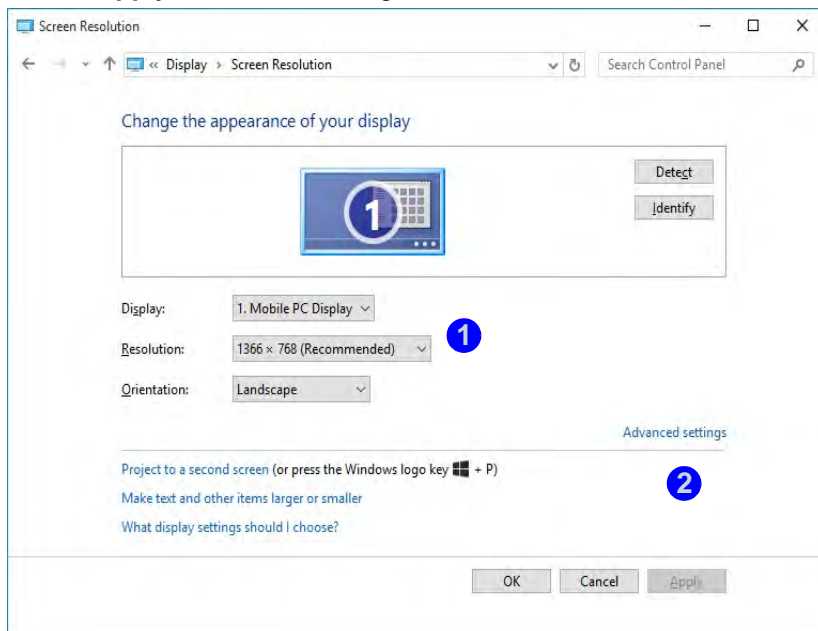 Screen Resolution
« Display › Screen Resolution
Search Control Panel
Change the appearance of your display
1
Detect
Identify
Display: 1. Mobile PC Display
Resolution: 1366 × 768 (Recommended)
1
Orientation: Landscape
Advanced settings
Project to a second screen (or press the Windows logo key + P)
2
Make text and other items larger or smaller
What display settings should I choose?
OK Cancel Apply